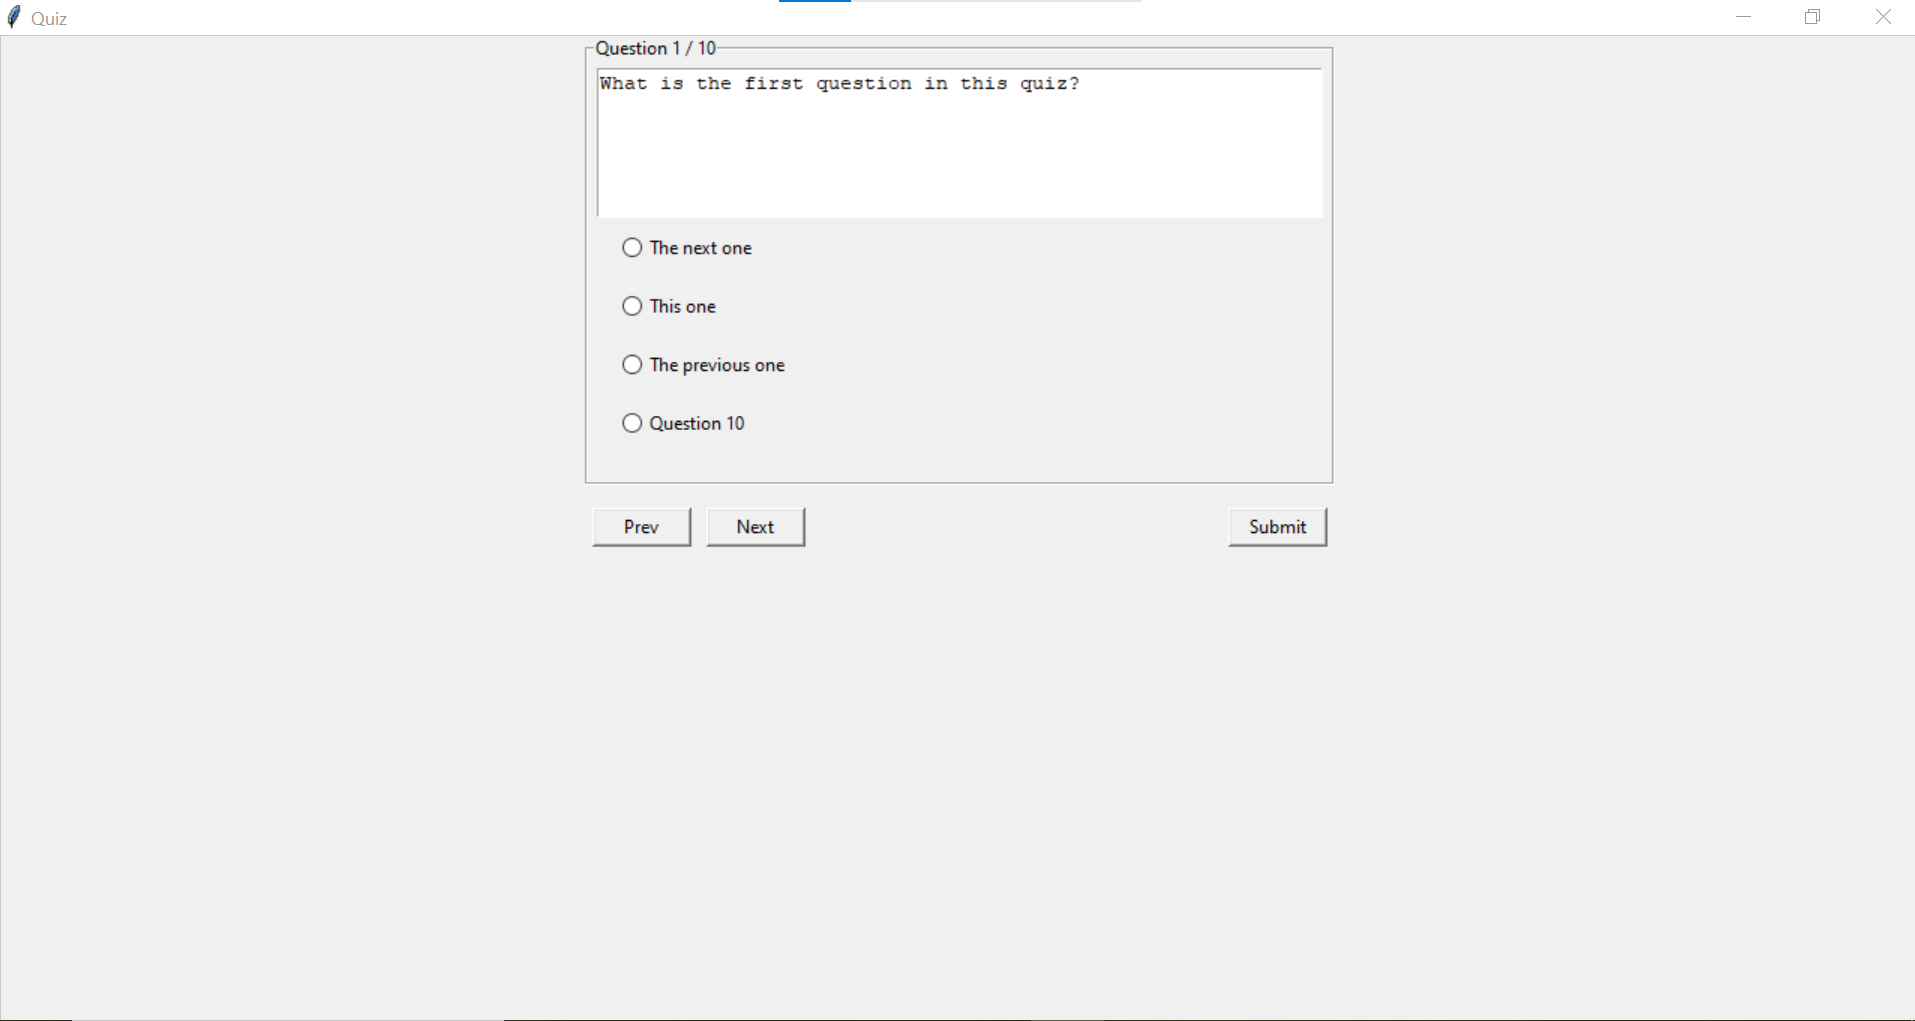 Quiz
Question 1 / 10
What is the first question in this quiz?
The next one
This one
The previous one
Question 10
Prev Next Submit